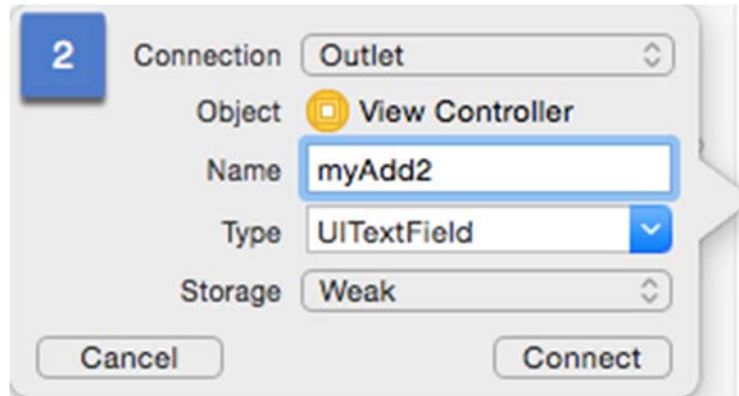 2
Connection Outlet
Object View Controller
Name myAdd2
Type UITextField
Storage Weak
Cancel Connect